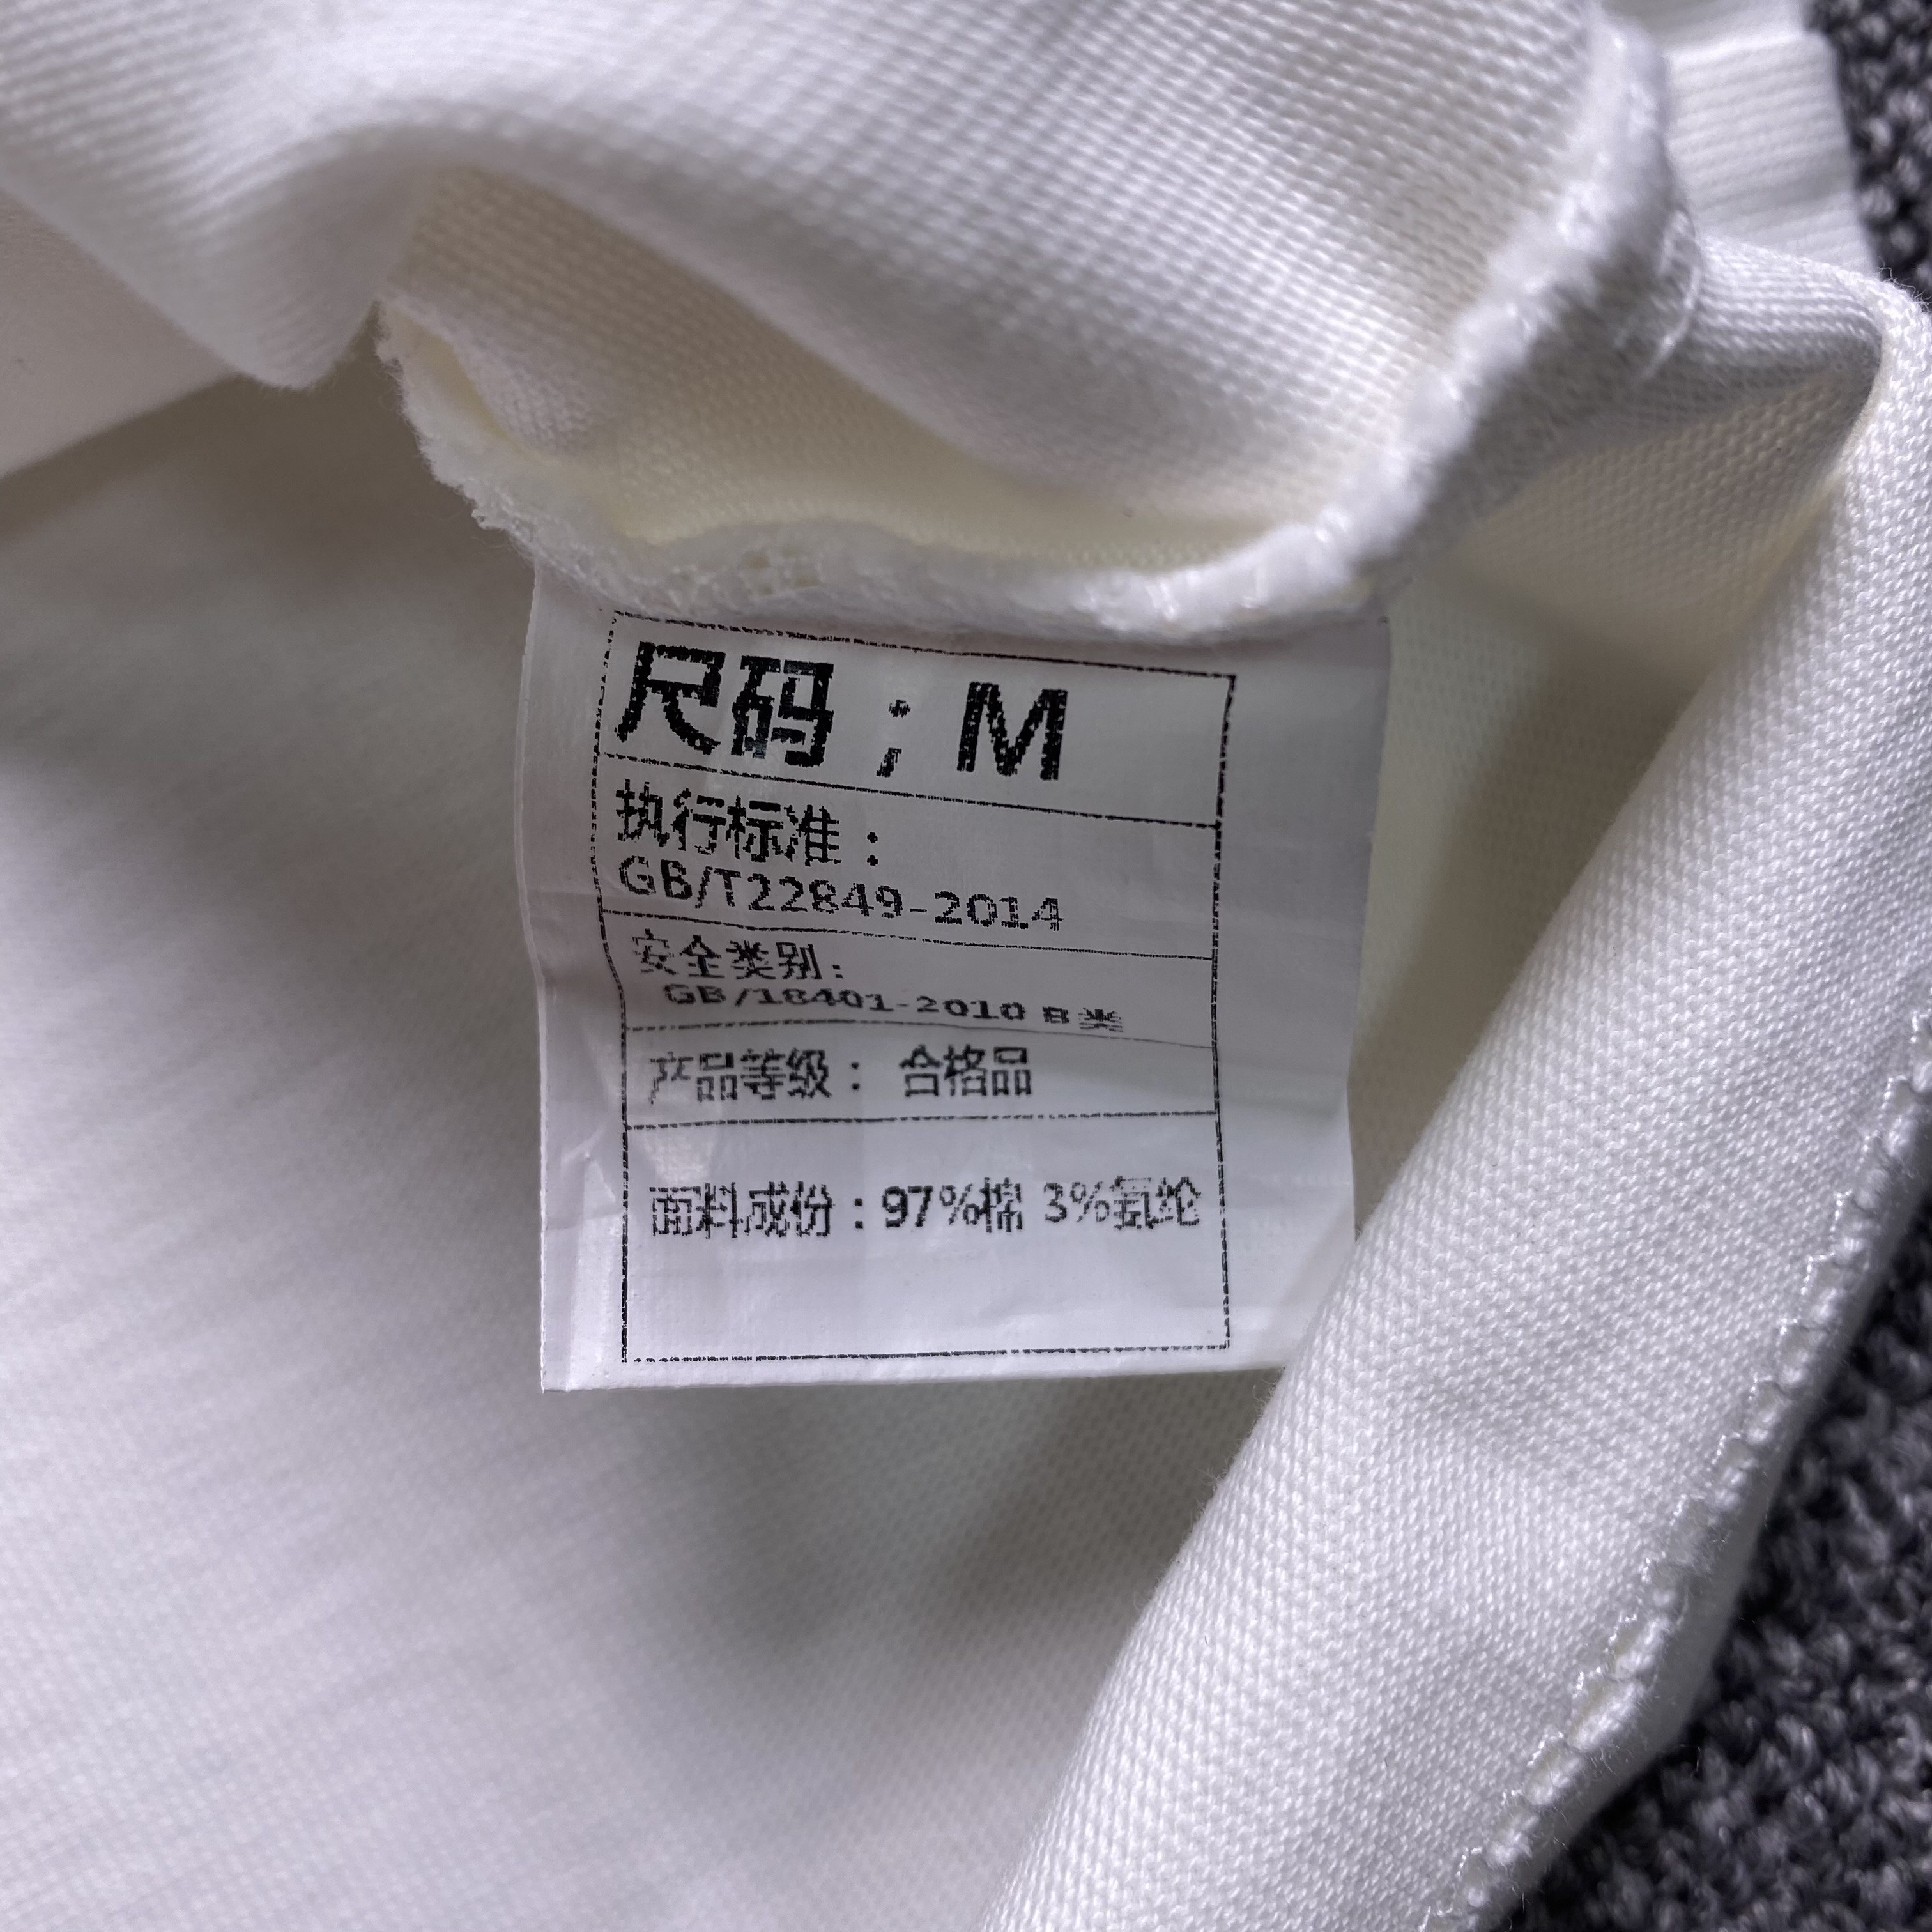 尺码；M
执行标准：
GB/T22849-2014
安全类别：
GB/18401-2010 B类
产品等级： 合格品
面料成份：97%棉 3%氨纶